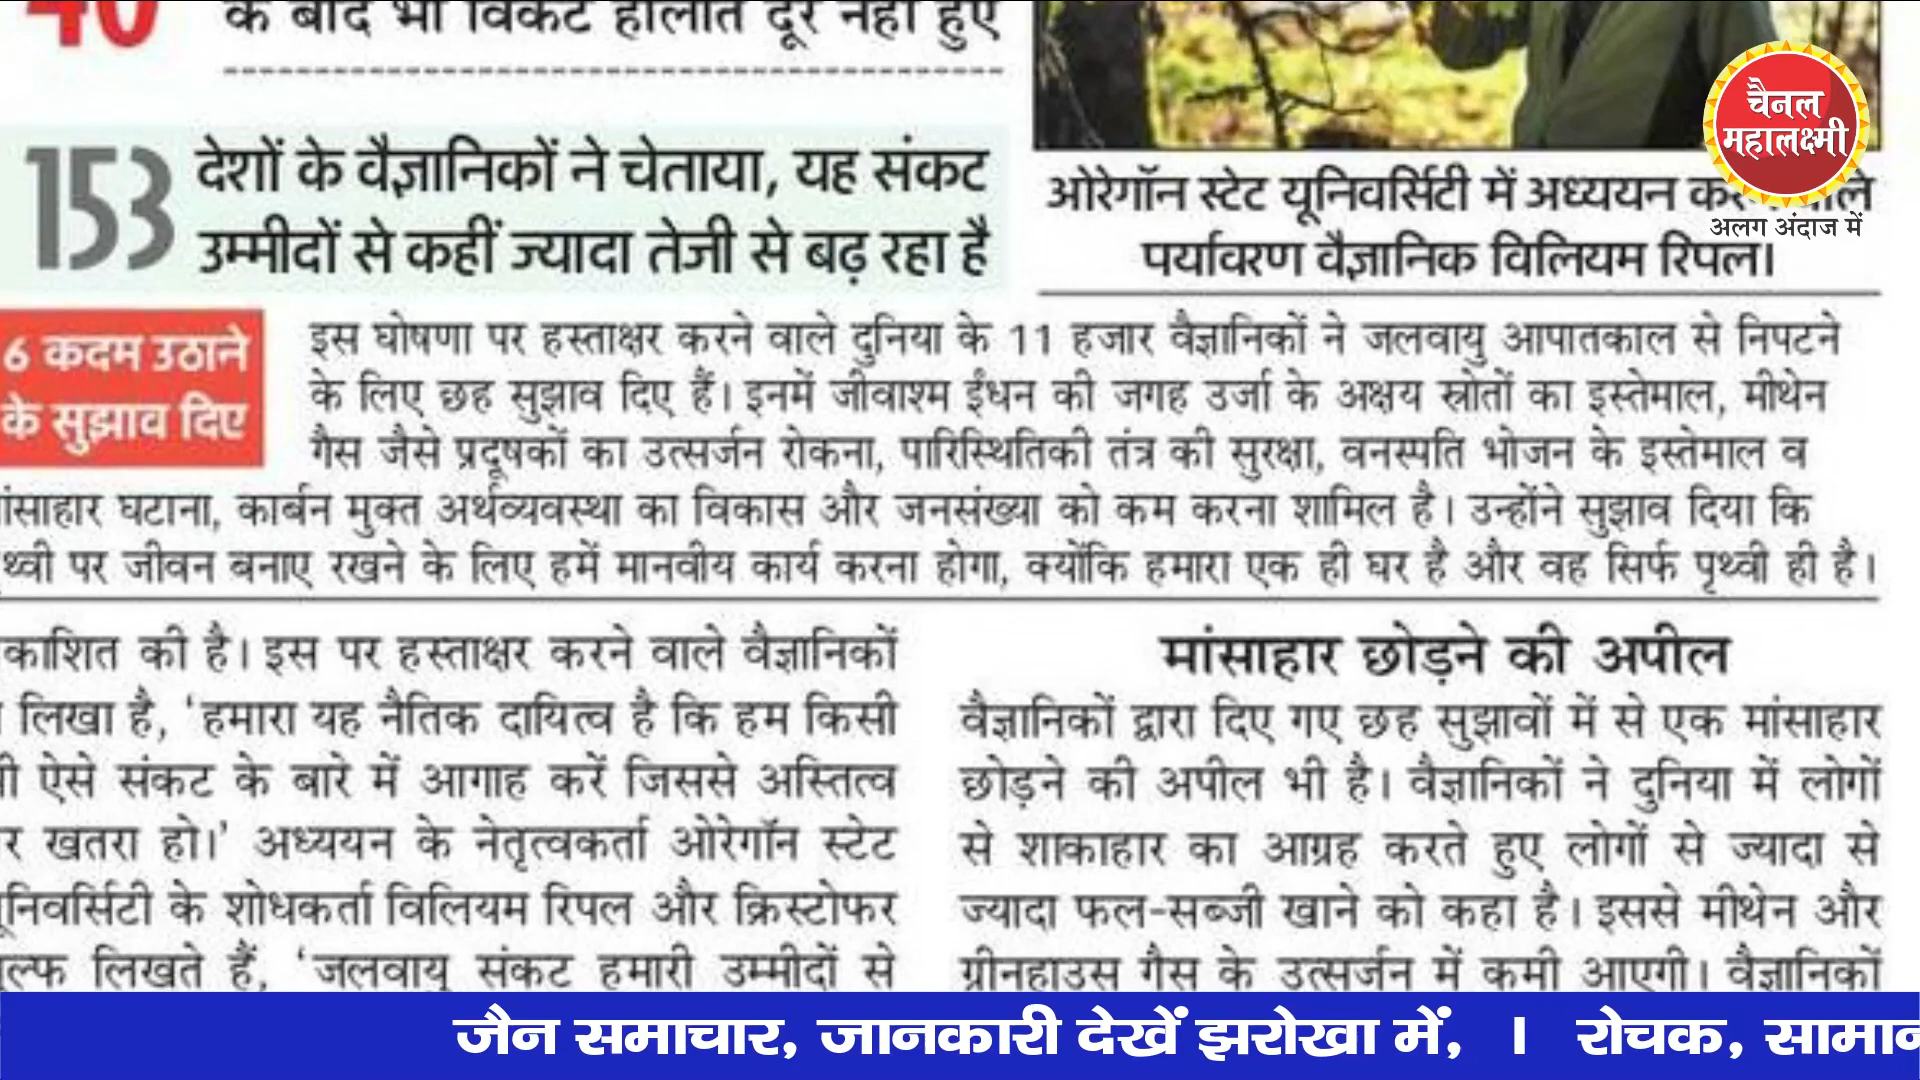 40
के बाद भी विकट हालात दूर नहीं हुए
153
देशों के वैज्ञानिकों ने चेताया, यह संकट
उम्मीदों से कहीं ज्यादा तेजी से बढ़ रहा है
चैनल
महालक्ष्मी
अलग अंदाज में
ओरेगॉन स्टेट यूनिवर्सिटी में अध्ययन
पर्यावरण वैज्ञानिक विलियम रिपल।
6 कदम उठाने
के सुझाव दिए
इस घोषणा पर हस्ताक्षर करने वाले दुनिया के 11 हजार वैज्ञानिकों ने जलवायु आपातकाल से निपटने
के लिए छह सुझाव दिए हैं। इनमें जीवाश्म ईंधन की जगह उर्जा के अक्षय स्रोतों का इस्तेमाल, मीथेन
गैस जैसे प्रदूषकों का उत्सर्जन रोकना, पारिस्थितिकी तंत्र की सुरक्षा, वनस्पति भोजन के इस्तेमाल व
मांसाहार घटाना, कार्बन मुक्त अर्थव्यवस्था का विकास और जनसंख्या को कम करना शामिल है। उन्होंने सुझाव दिया कि
पृथ्वी पर जीवन बनाए रखने के लिए हमें मानवीय कार्य करना होगा, क्योंकि हमारा एक ही घर है और वह सिर्फ पृथ्वी ही है।
काशित की है। इस पर हस्ताक्षर करने वाले वैज्ञानिकों
लिखा है, 'हमारा यह नैतिक दायित्व है कि हम किसी
ऐसे संकट के बारे में आगाह करें जिससे अस्तित्व
र खतरा हो।' अध्ययन के नेतृत्वकर्ता ओरेगॉन स्टेट
यूनिवर्सिटी के शोधकर्ता विलियम रिपल और क्रिस्टोफर
ल्फ लिखते हैं, 'जलवायु संकट हमारी उम्मीदों से
मांसाहार छोड़ने की अपील
वैज्ञानिकों द्वारा दिए गए छह सुझावों में से एक मांसाहार
छोड़ने की अपील भी है। वैज्ञानिकों ने दुनिया में लोगों
से शाकाहार का आग्रह करते हुए लोगों से ज्यादा से
ज्यादा फल-सब्जी खाने को कहा है। इससे मीथेन और
ग्रीनहाउस गैस के उत्सर्जन में कमी आएगी। वैज्ञानिकों
जैन समाचार, जानकारी देखें झरोखा में, । रोचक, सामान